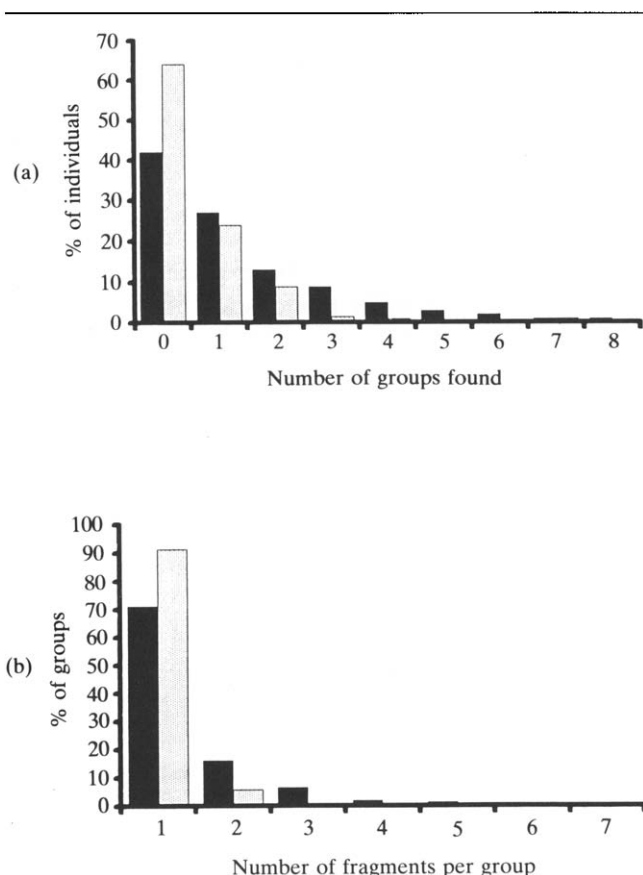 (a)
% of individuals
70
60
50
40
30
20
10
0
0 1 2 3 4 5 6 7 8
Number of groups found
(b)
% of groups
100
90
80
70
60
50
40
30
20
10
0
1 2 3 4 5 6 7
Number of fragments per group